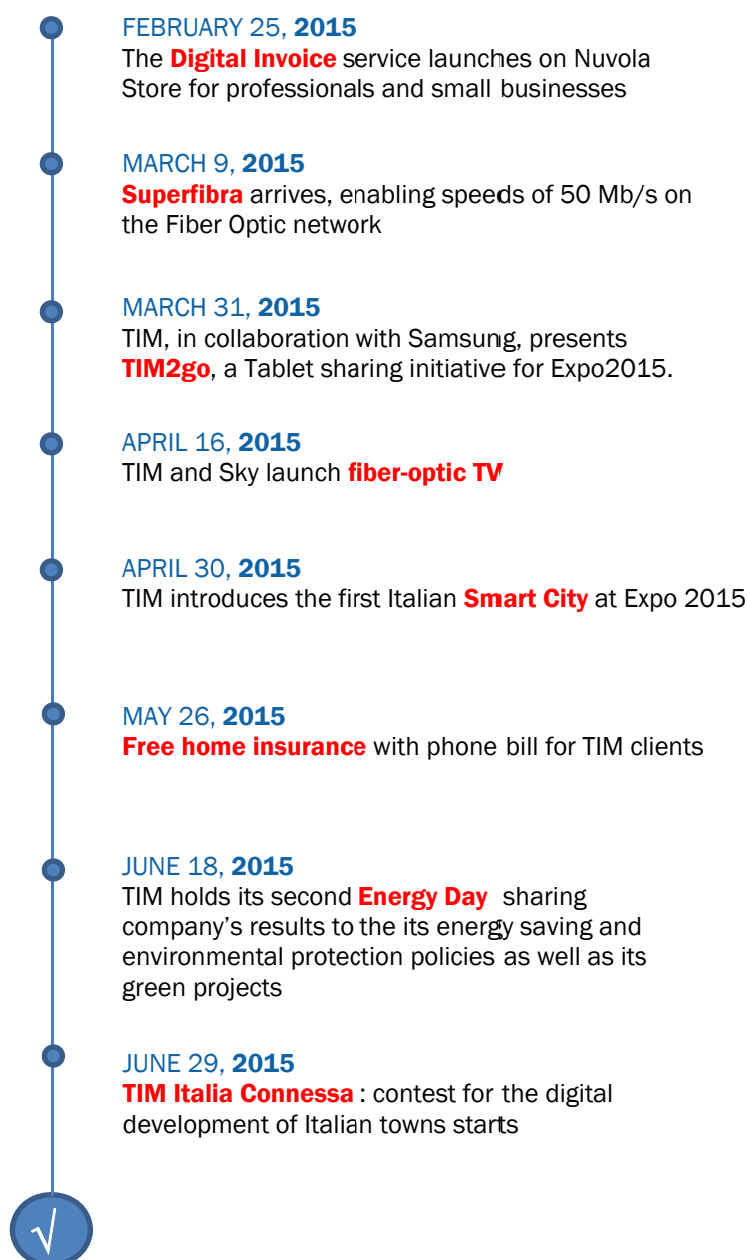 FEBRUARY 25, 2015
The Digital Invoice service launches on Nuvola
Store for professionals and small businesses
MARCH 9, 2015
Superfibra arrives, enabling speeds of 50 Mb/s on
the Fiber Optic network
MARCH 31, 2015
TIM, in collaboration with Samsung, presents
TIM2go, a Tablet sharing initiative for Expo2015.
APRIL 16, 2015
TIM and Sky launch fiber-optic TV
APRIL 30, 2015
TIM introduces the first Italian Smart City at Expo 2015
MAY 26, 2015
Free home insurance with phone bill for TIM clients
JUNE 18, 2015
TIM holds its second Energy Day sharing
company’s results to the its energy saving and
environmental protection policies as well as its
green projects
JUNE 29, 2015
TIM Italia Connessa : contest for the digital
development of Italian towns starts
√